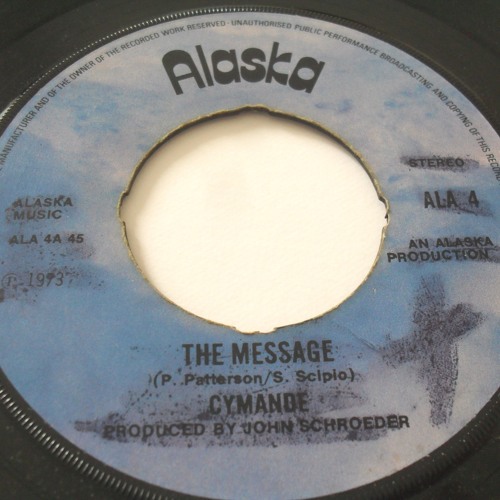 MANUFACTURER AND OF THE OWNER OF THE RECORDED WORK RESERVED · UNAUTHORISED PUBLIC PERFORMANCE BROADCASTING AND COPYING OF THIS RECORD
Alaska
STEREO
ALASKA
MUSIC
ALA 4
ALA 4A 45
AN ALASKA
PRODUCTION
℗ 1973
THE MESSAGE
(P. Patterson/S. Scipio)
CYMANDE
PRODUCED BY JOHN SCHROEDER